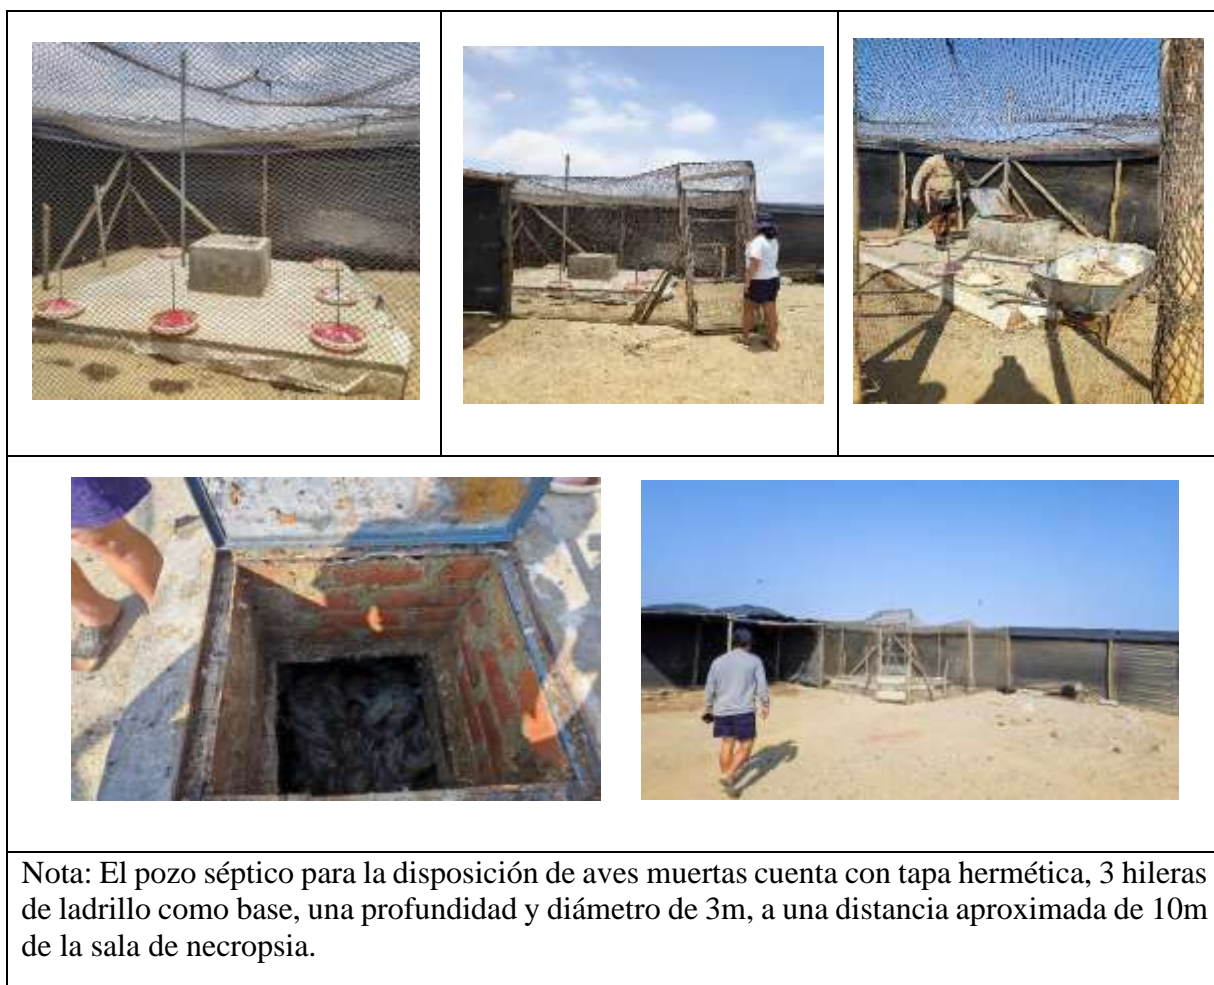 Nota: El pozo séptico para la disposición de aves muertas cuenta con tapa hermética, 3 hileras
de ladrillo como base, una profundidad y diámetro de 3m, a una distancia aproximada de 10m
de la sala de necropsia.